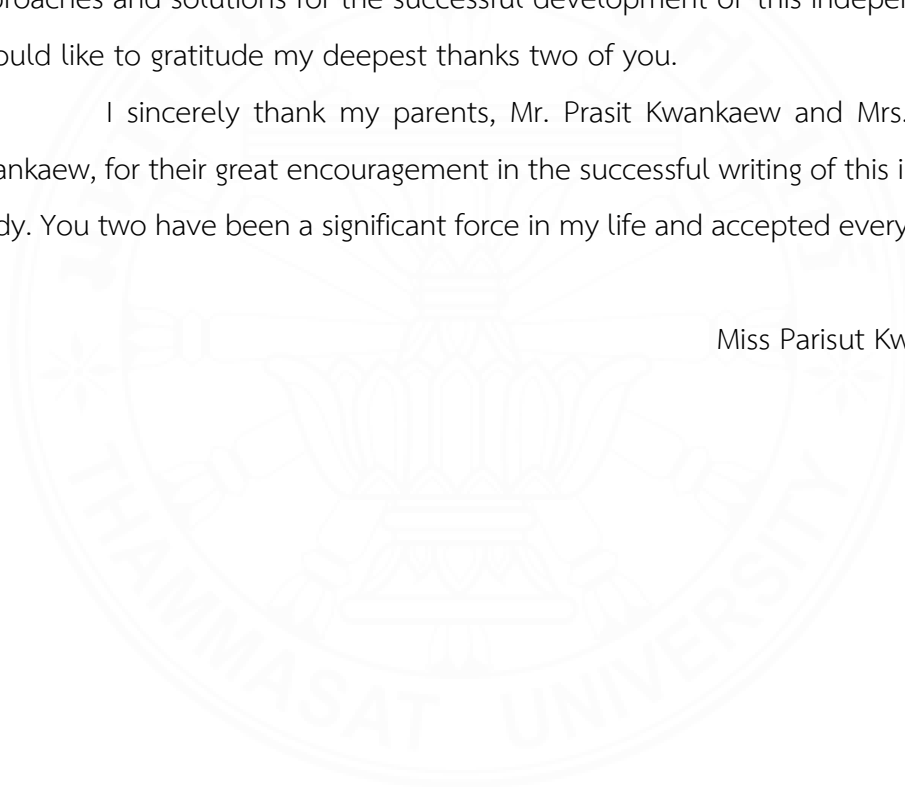 roaches and solutions for the successful development of this indepe
ould like to gratitude my deepest thanks two of you.
I sincerely thank my parents, Mr. Prasit Kwankaew and Mrs.
ankaew, for their great encouragement in the successful writing of this i
dy. You two have been a significant force in my life and accepted every
Miss Parisut Kw
THAMMASAT UNIVERSITY